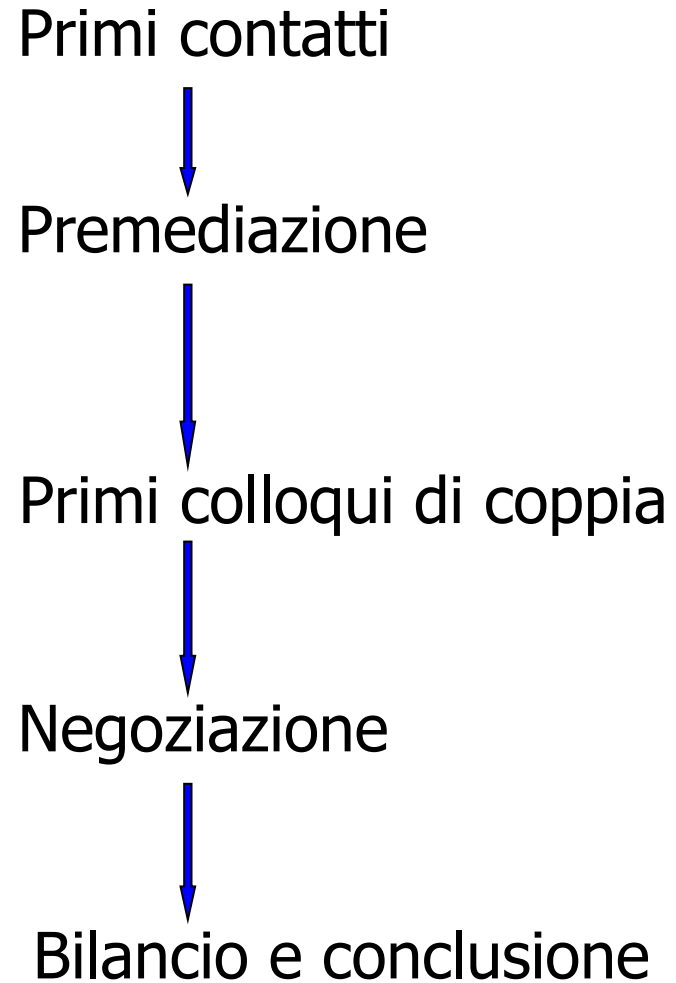 Primi contatti
Premediazione
Primi colloqui di coppia
Negoziazione
Bilancio e conclusione